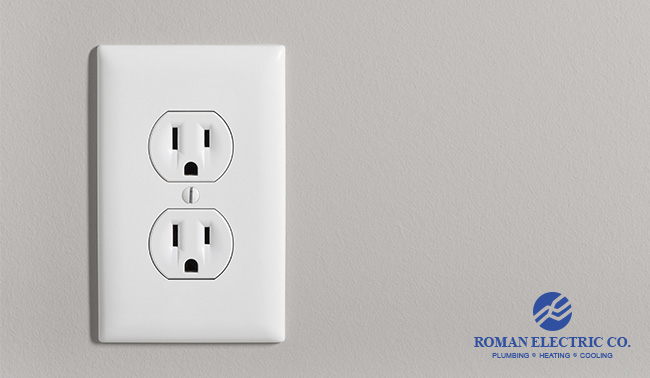 ROMAN ELECTRIC CO.
PLUMBING • HEATING • COOLING